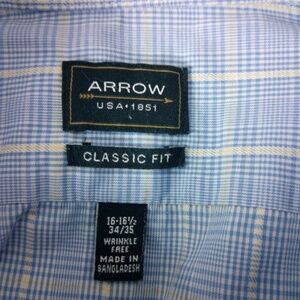 ARROW
USA•1851
CLASSIC FIT
16-16½
34/35
WRINKLE
FREE
MADE IN
BANGLADESH